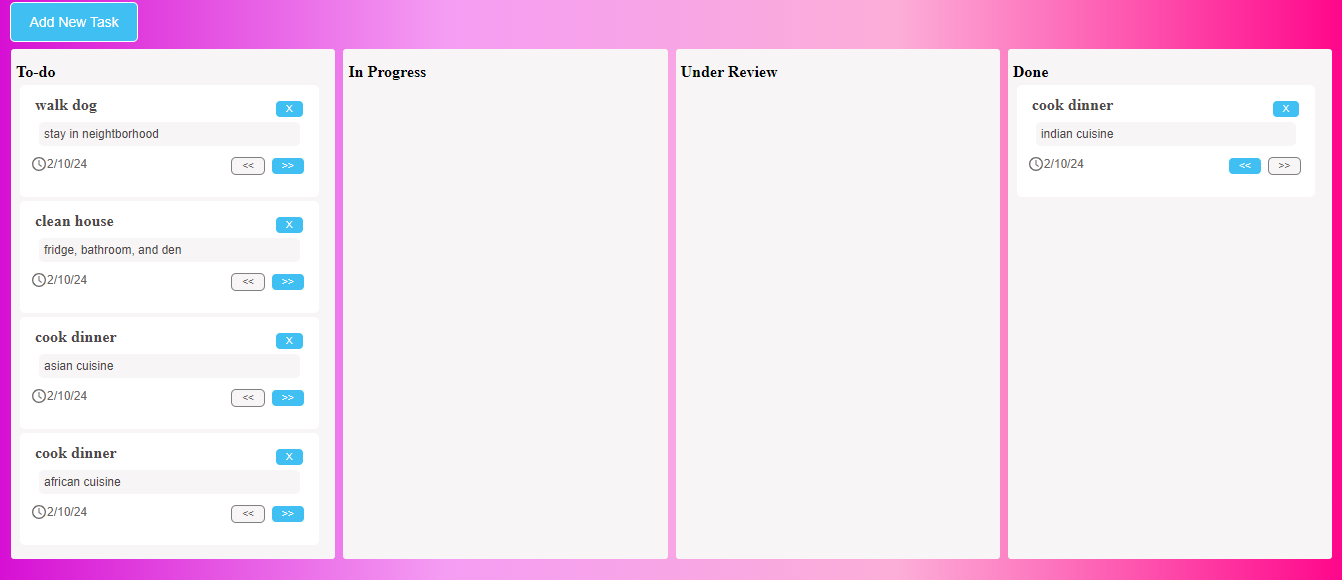 Add New Task
To-do
walk dog
X
stay in neightborhood
2/10/24
<<
>>
clean house
X
fridge, bathroom, and den
2/10/24
<<
>>
cook dinner
X
asian cuisine
2/10/24
<<
>>
cook dinner
X
african cuisine
2/10/24
<<
>>
In Progress
Under Review
Done
cook dinner
X
indian cuisine
2/10/24
<<
>>